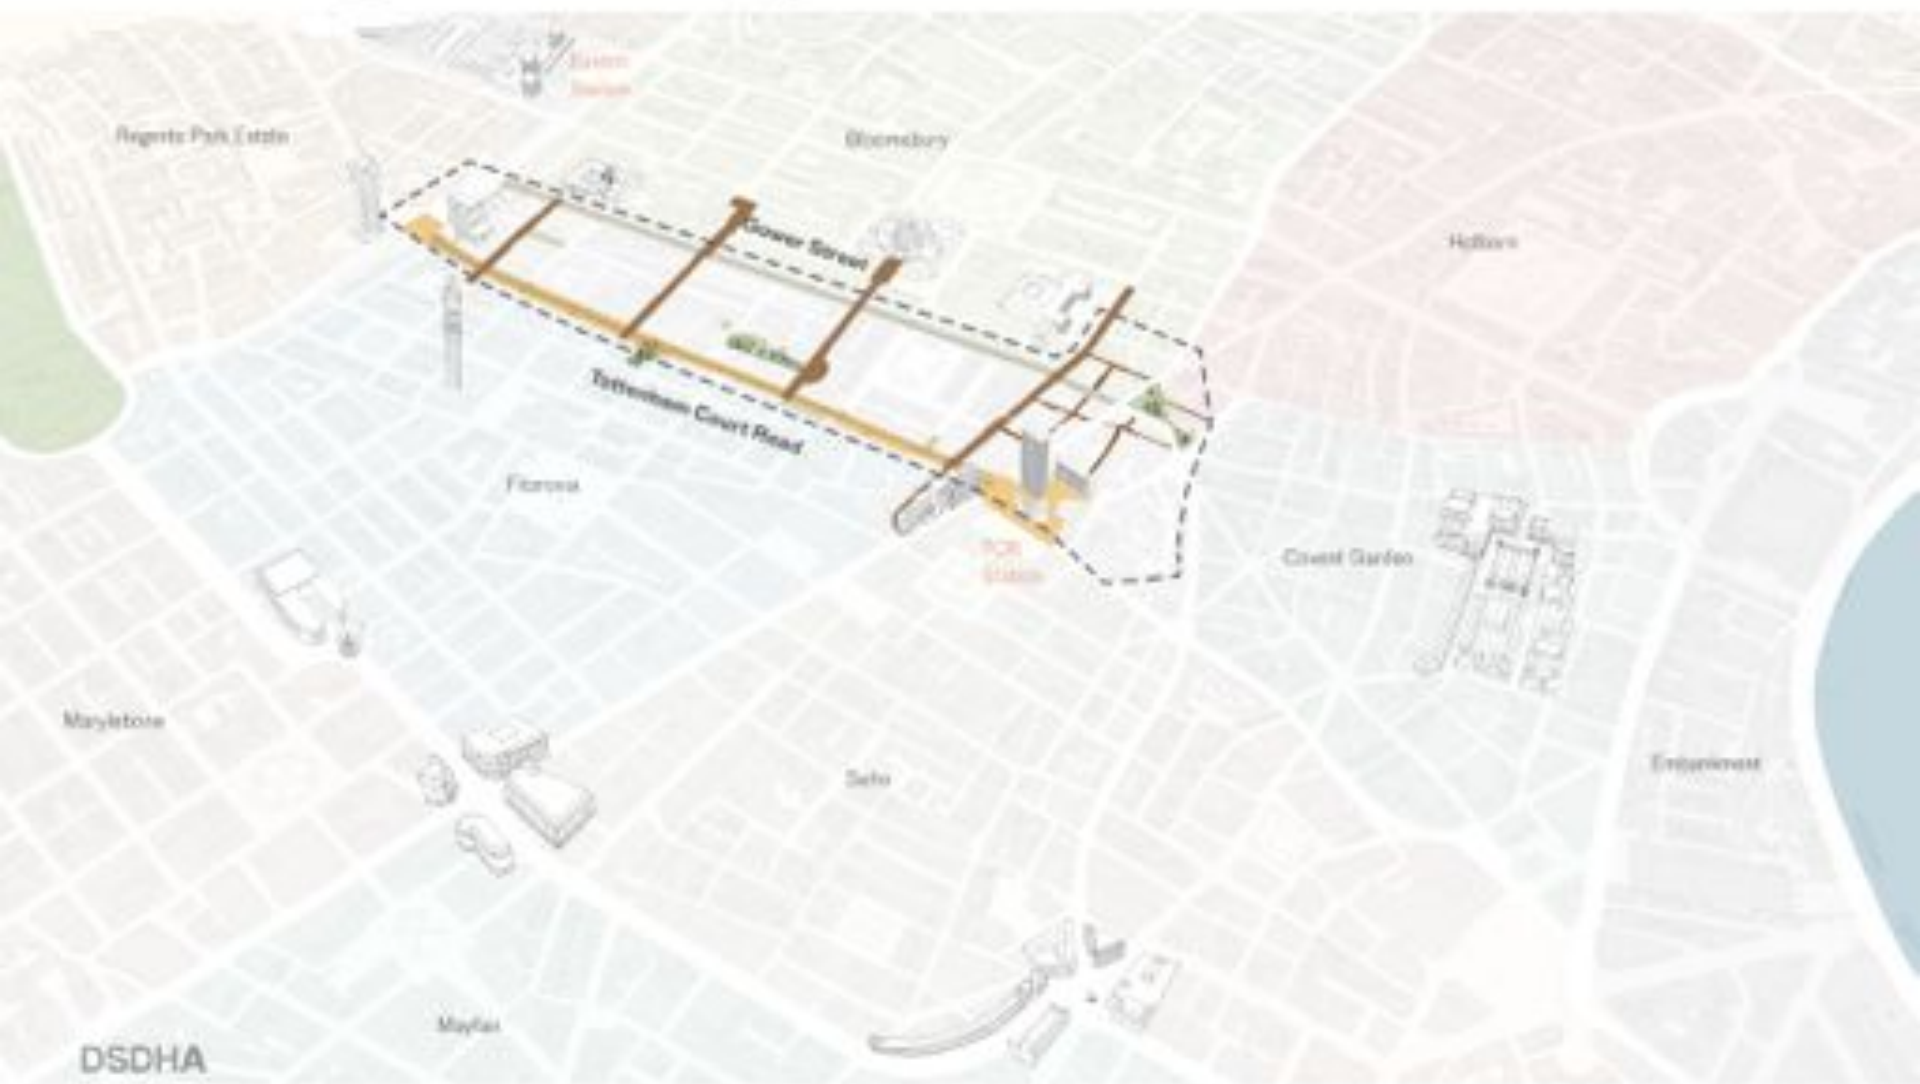 Euston
Station
Regents Park Estate
Bloomsbury
Gower Street
Holborn
Tottenham Court Road
Fitzrovia
TCR
Station
Covent Garden
Marylebone
Soho
Embankment
Mayfair
DSDHA